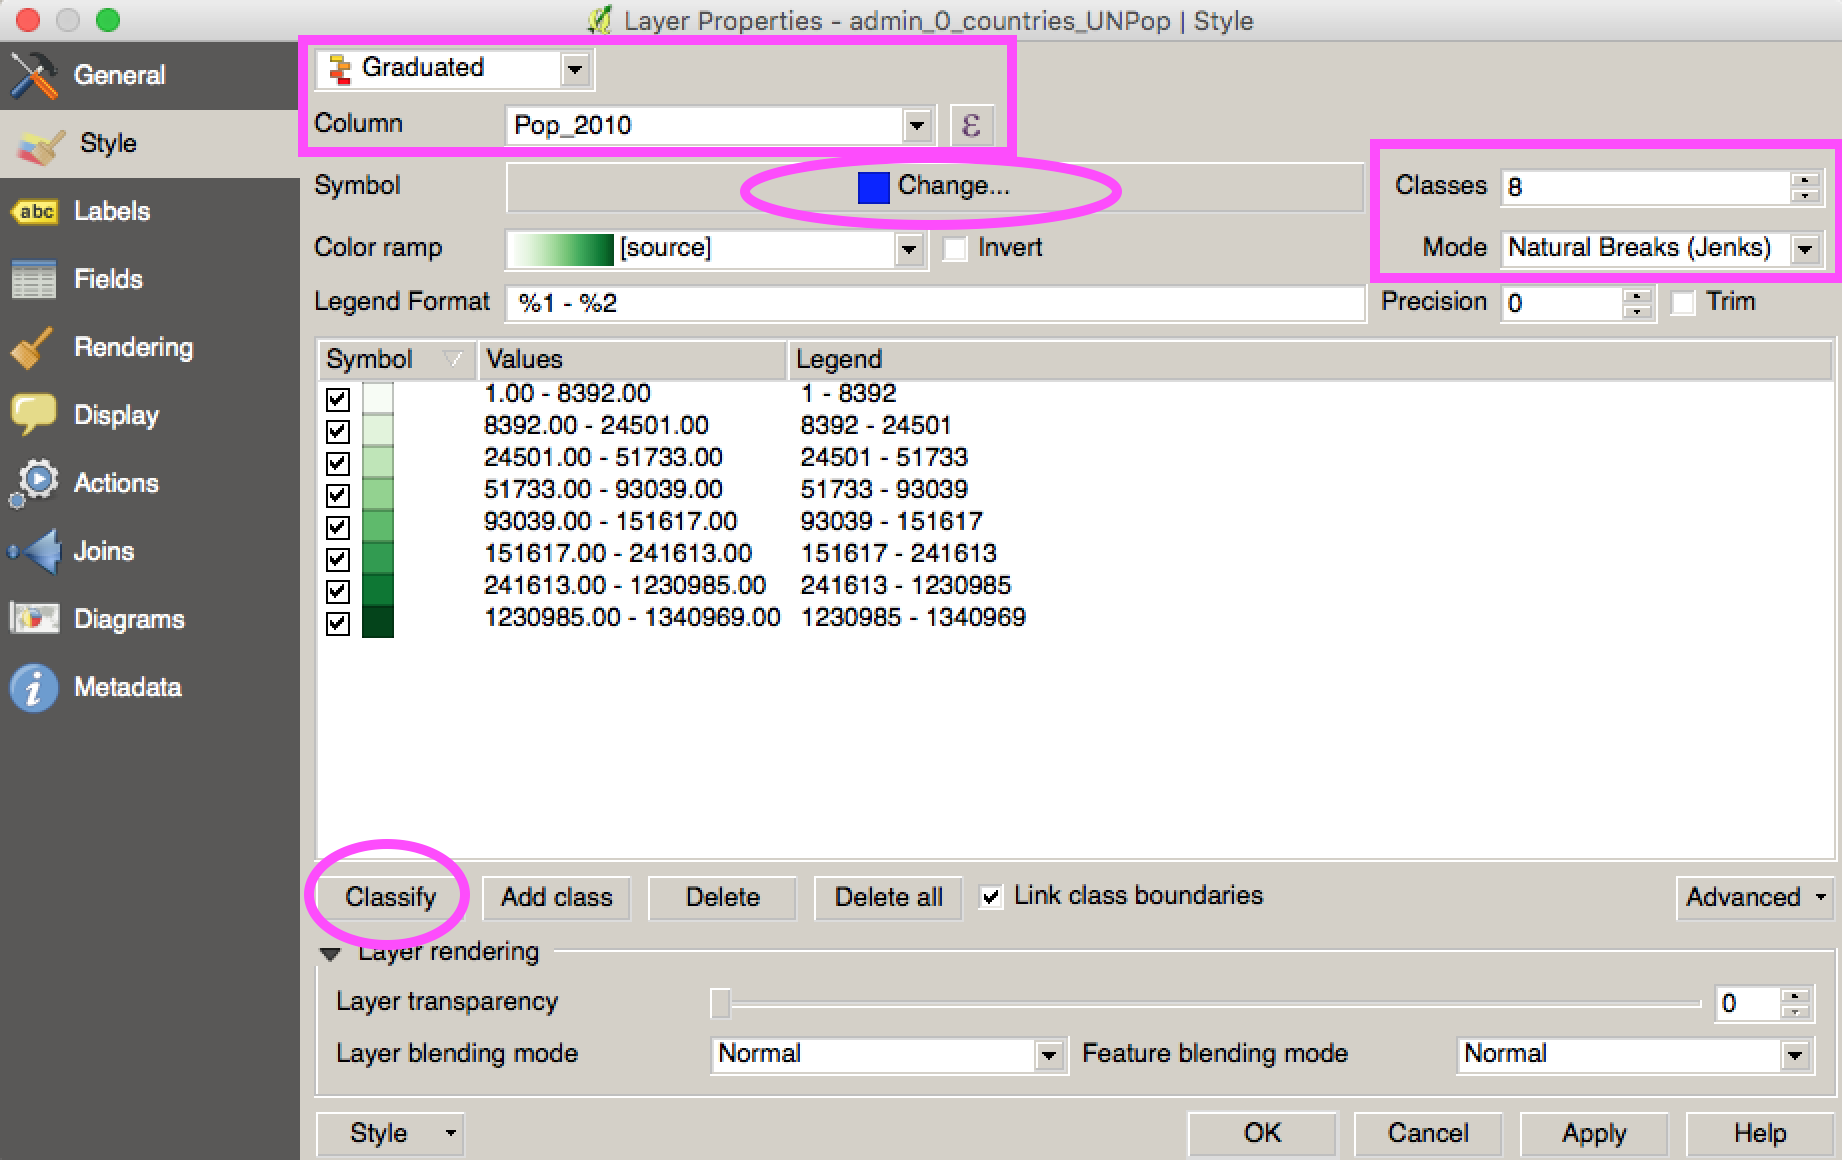 Layer Properties - admin_0_countries_UNPop | Style
General
Style
abc Labels
Fields
Rendering
Display
Actions
Joins
Diagrams
i Metadata
Graduated
Column Pop_2010 ε
Symbol Change...
Classes 8
Color ramp [source] Invert
Mode Natural Breaks (Jenks)
Legend Format %1 - %2
Precision 0 Trim
Symbol Values Legend
1.00 - 8392.00 1 - 8392
8392.00 - 24501.00 8392 - 24501
24501.00 - 51733.00 24501 - 51733
51733.00 - 93039.00 51733 - 93039
93039.00 - 151617.00 93039 - 151617
151617.00 - 241613.00 151617 - 241613
241613.00 - 1230985.00 241613 - 1230985
1230985.00 - 1340969.00 1230985 - 1340969
Classify Add class Delete Delete all Link class boundaries Advanced
Layer rendering
Layer transparency 0
Layer blending mode Normal Feature blending mode Normal
Style OK Cancel Apply Help